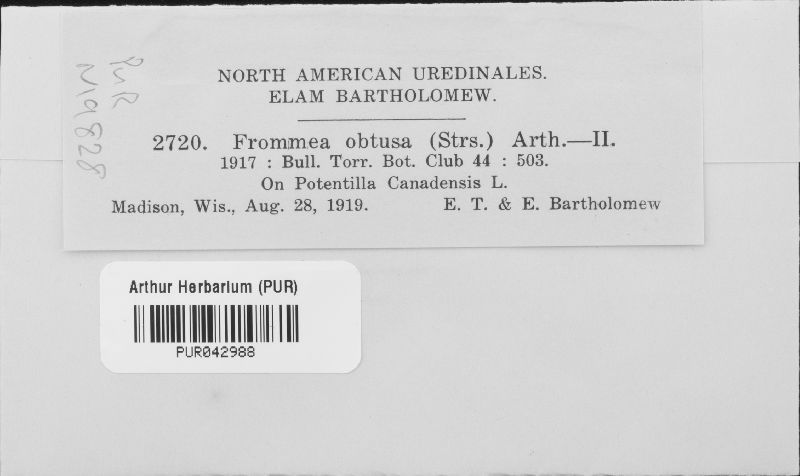 PUR
N19828
NORTH AMERICAN UREDINALES.
ELAM BARTHOLOMEW.
2720. Frommea obtusa (Strs.) Arth.—II.
1917 : Bull. Torr. Bot. Club 44 : 503.
On Potentilla Canadensis L.
Madison, Wis., Aug. 28, 1919. E. T. & E. Bartholomew
Arthur Herbarium (PUR)
PUR042988